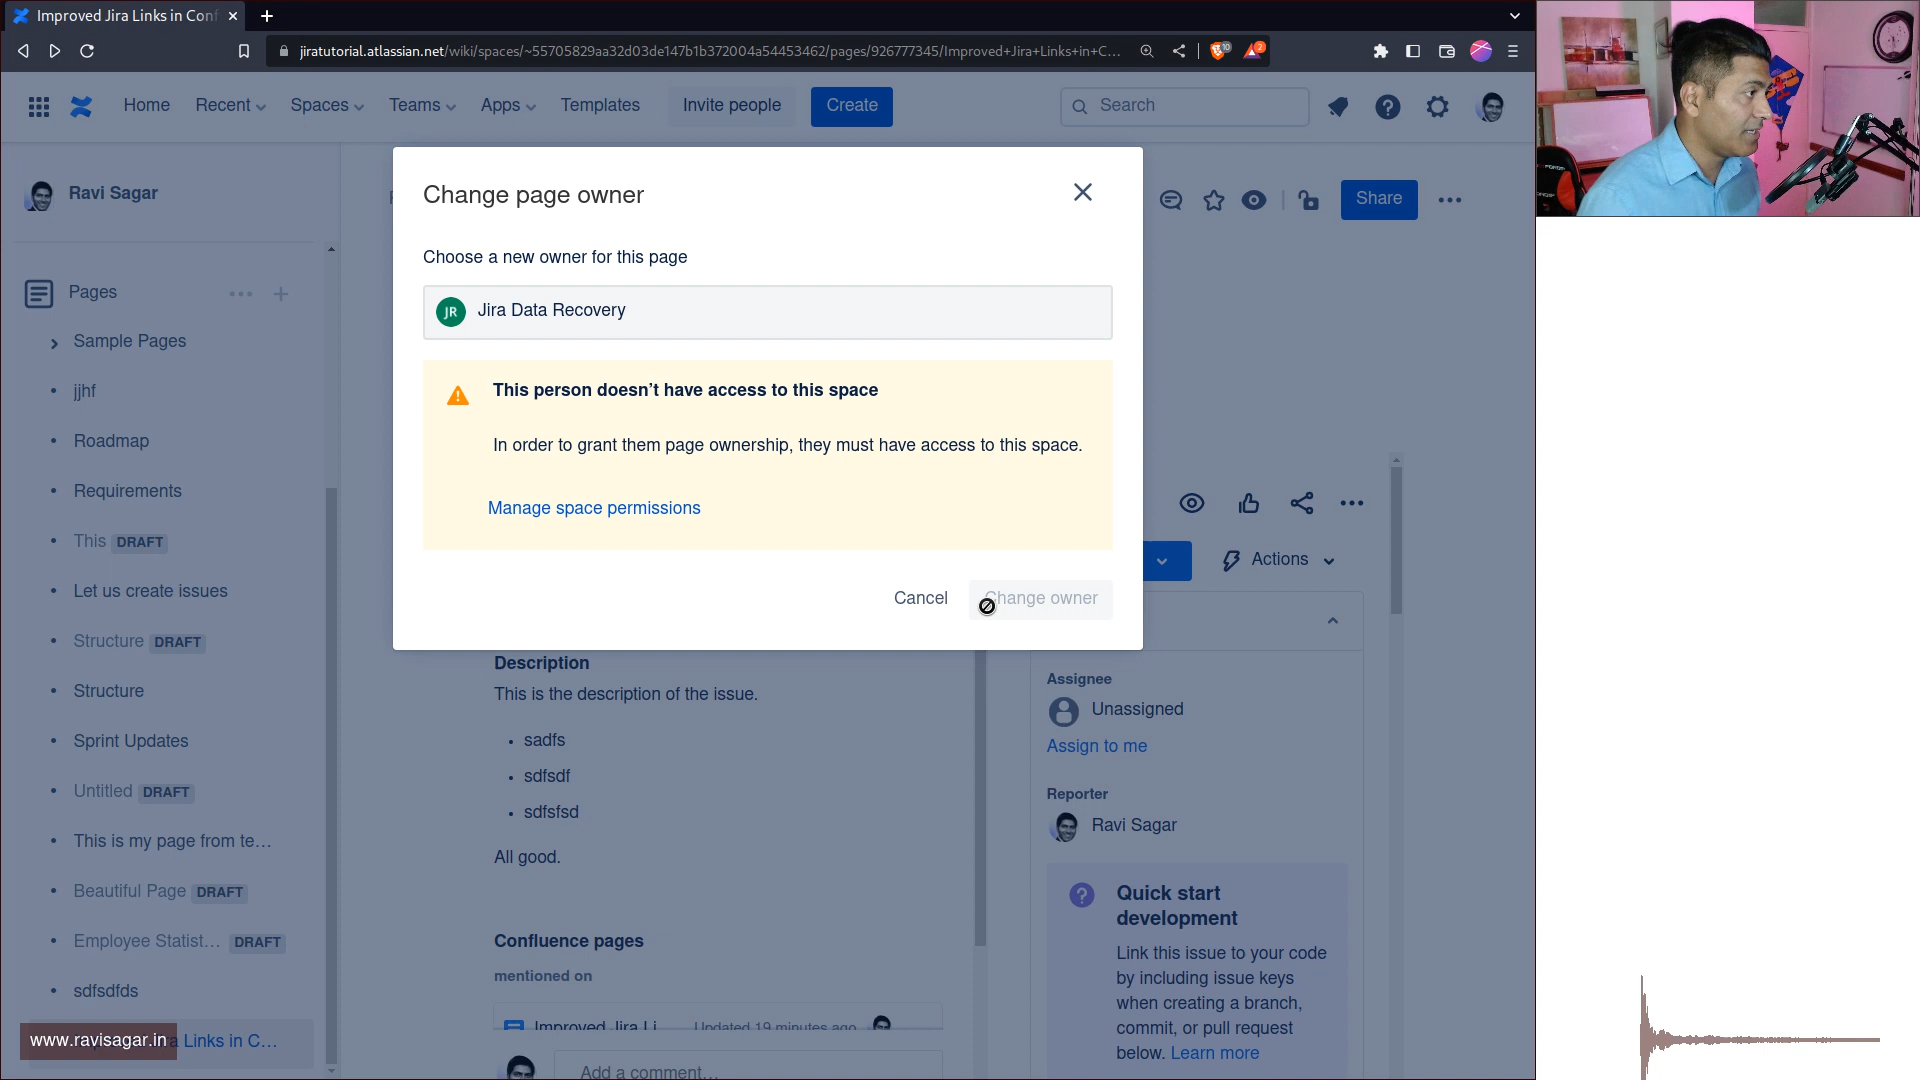 Improved Jira Links in Conf
jiratutorial.atlassian.net/wiki/spaces/~55705829aa32d03de147b1b372004a54453462/pages/926777345/Improved+Jira+Links+in+C...
10
2
Home
Recent
Spaces
Teams
Apps
Templates
Invite people
Create
Search
Ravi Sagar
Pages
Sample Pages
jjhf
Roadmap
Requirements
This DRAFT
Let us create issues
Structure DRAFT
Structure
Sprint Updates
Untitled DRAFT
This is my page from te...
Beautiful Page DRAFT
Employee Statist... DRAFT
sdfsdfds
Links in C...
www.ravisagar.in
Share
Change page owner
Choose a new owner for this page
JR Jira Data Recovery
This person doesn't have access to this space
In order to grant them page ownership, they must have access to this space.
Manage space permissions
Cancel
Change owner
Actions
Description
This is the description of the issue.
• sadfs
• sdfsdf
• sdfsfsd
All good.
Confluence pages
mentioned on
Improved Jira Li
Updated 19 minutes ago
Add a comment...
Assignee
Unassigned
Assign to me
Reporter
Ravi Sagar
Quick start
development
Link this issue to your code
by including issue keys
when creating a branch,
commit, or pull request
below. Learn more